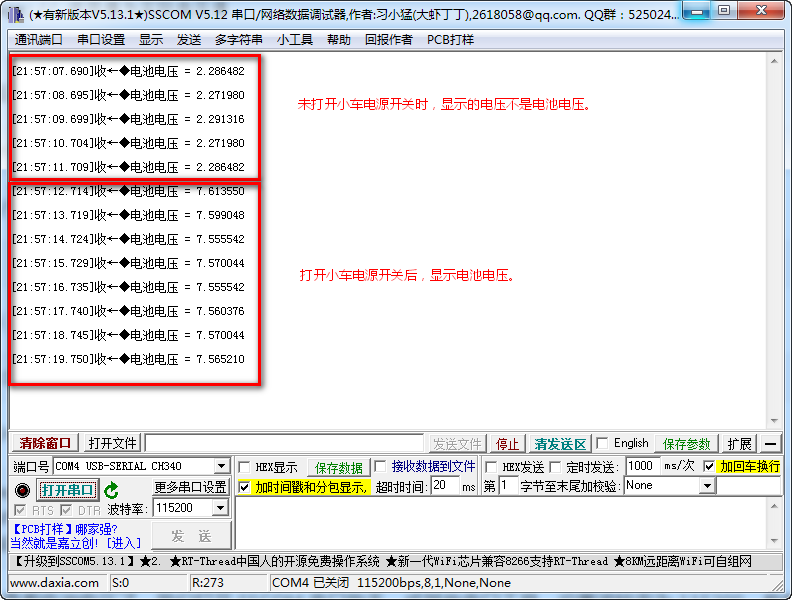 (★有新版本V5.13.1★)SSCOM V5.12 串口/网络数据调试器,作者:习小猛(大虾丁丁),2618058@qq.com. QQ群：525024...
通讯端口 串口设置 显示 发送 多字符串 小工具 帮助 回报作者 PCB打样
[21:57:07.690]收←◆电池电压 = 2.286482
[21:57:08.695]收←◆电池电压 = 2.271980
未打开小车电源开关时，显示的电压不是电池电压。
[21:57:09.699]收←◆电池电压 = 2.291316
[21:57:10.704]收←◆电池电压 = 2.271980
[21:57:11.709]收←◆电池电压 = 2.286482
[21:57:12.714]收←◆电池电压 = 7.613550
[21:57:13.719]收←◆电池电压 = 7.599048
[21:57:14.724]收←◆电池电压 = 7.555542
[21:57:15.729]收←◆电池电压 = 7.570044
打开小车电源开关后，显示电池电压。
[21:57:16.735]收←◆电池电压 = 7.555542
[21:57:17.740]收←◆电池电压 = 7.560376
[21:57:18.745]收←◆电池电压 = 7.570044
[21:57:19.750]收←◆电池电压 = 7.565210
清除窗口 打开文件 发送文件 停止 清发送区 English 保存参数 扩展 —
端口号 COM4 USB-SERIAL CH340 HEX显示 保存数据 接收数据到文件 HEX发送 定时发送: 1000 ms/次 加回车换行
打开串口 更多串口设置 加时间戳和分包显示, 超时时间: 20 ms 第 1 字节至末尾加校验: None
RTS DTR 波特率: 115200
【PCB打样】哪家强?
当然就是嘉立创! [进入]
发 送
【升级到SSCOM5.13.1】★2. ★RT-Thread中国人的开源免费操作系统 ★新一代WiFi芯片兼容8266支持RT-Thread ★8KM远距离WiFi可自组网
www.daxia.com S:0 R:273 COM4 已关闭 115200bps,8,1,None,None